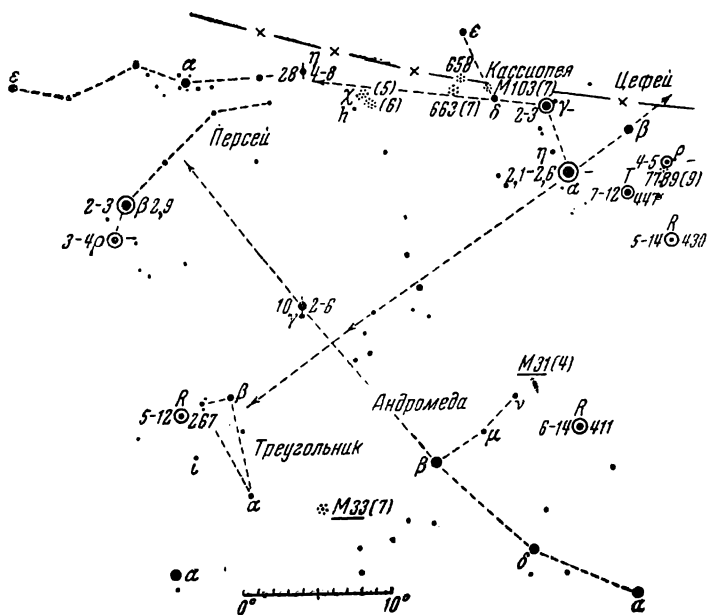 ε
658
Кассиопея
Цефей
ε
α
28 η 4-8
M103(7)
χ (5)
h (6)
663(7)
δ
2-3 γ
β
Персей
η
4-5 ρ
2,1-2,6 α
T 7789(9)
7-12 447
2-3 β 2,9
3-4 ρ
R
5-14 430
10 γ 2-6
M31(4)
R
5-12 267
β
Андромеда
ν
R
6-14 411
μ
Треугольник
β
i
α
M33(7)
α
δ
0° 10°
α